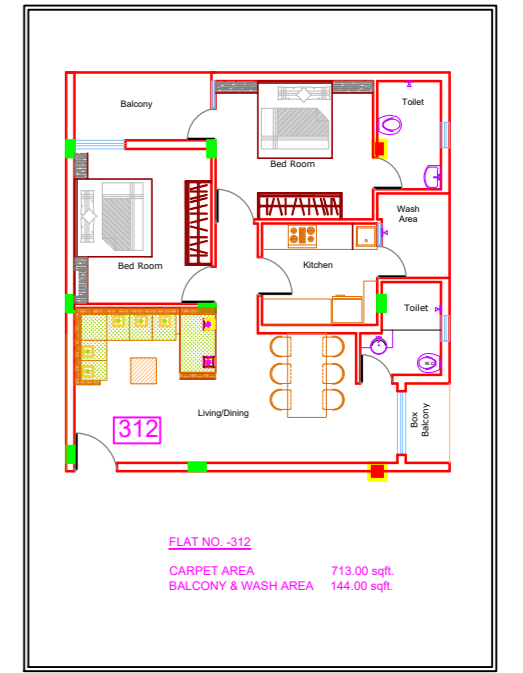 Balcony
Toilet
Bed Room
Wash
Area
Bed Room
Kitchen
Toilet
W.C
Living/Dining
Box
Balcony
312
FLAT NO. -312
CARPET AREA 713.00 sqft.
BALCONY & WASH AREA 144.00 sqft.